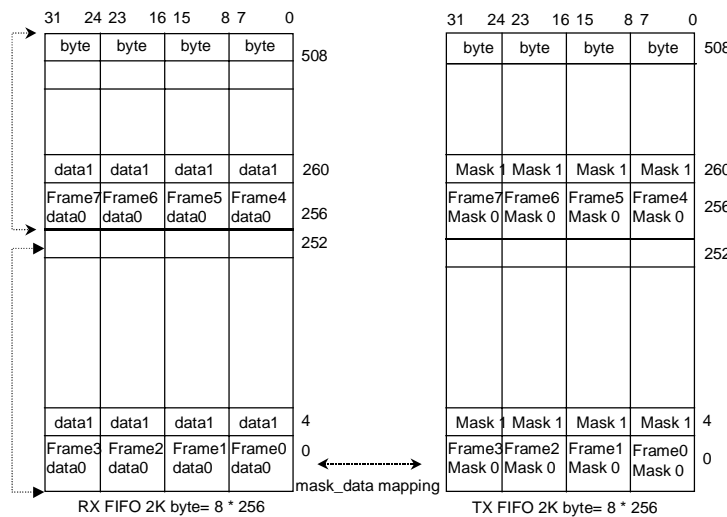 31 24 23 16 15 8 7 0
byte byte byte byte
508
data1 data1 data1 data1
260
Frame7 Frame6 Frame5 Frame4
data0 data0 data0 data0
256
252
data1 data1 data1 data1
4
Frame3 Frame2 Frame1 Frame0
data0 data0 data0 data0
0
RX FIFO 2K byte= 8 * 256
mask_data mapping
31 24 23 16 15 8 7 0
byte byte byte byte
508
Mask 1 Mask 1 Mask 1 Mask 1
260
Frame7 Frame6 Frame5 Frame4
Mask 0 Mask 0 Mask 0 Mask 0
256
252
Mask 1 Mask 1 Mask 1 Mask 1
4
Frame3 Frame2 Frame1 Frame0
Mask 0 Mask 0 Mask 0 Mask 0
0
TX FIFO 2K byte= 8 * 256